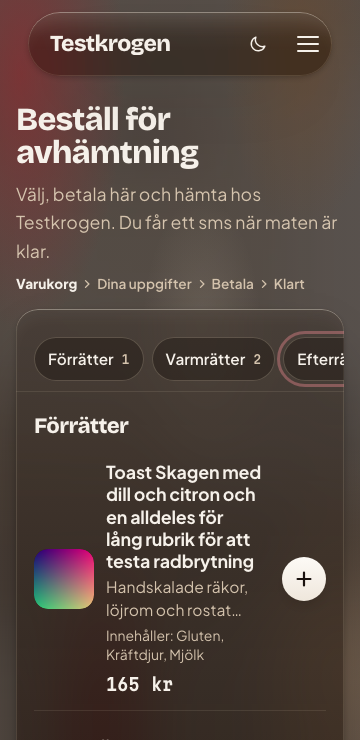 Testkrogen
Beställ för
avhämtning
Välj, betala här och hämta hos
Testkrogen. Du får ett sms när maten är
klar.
Varukorg > Dina uppgifter > Betala > Klart
Förrätter 1 Varmrätter 2 Efterrä
Förrätter
Toast Skagen med
dill och citron och
en alldeles för
lång rubrik för att
testa radbrytning
Handskalade räkor,
löjrom och rostat…
Innehåller: Gluten,
Kräftdjur, Mjölk
165 kr